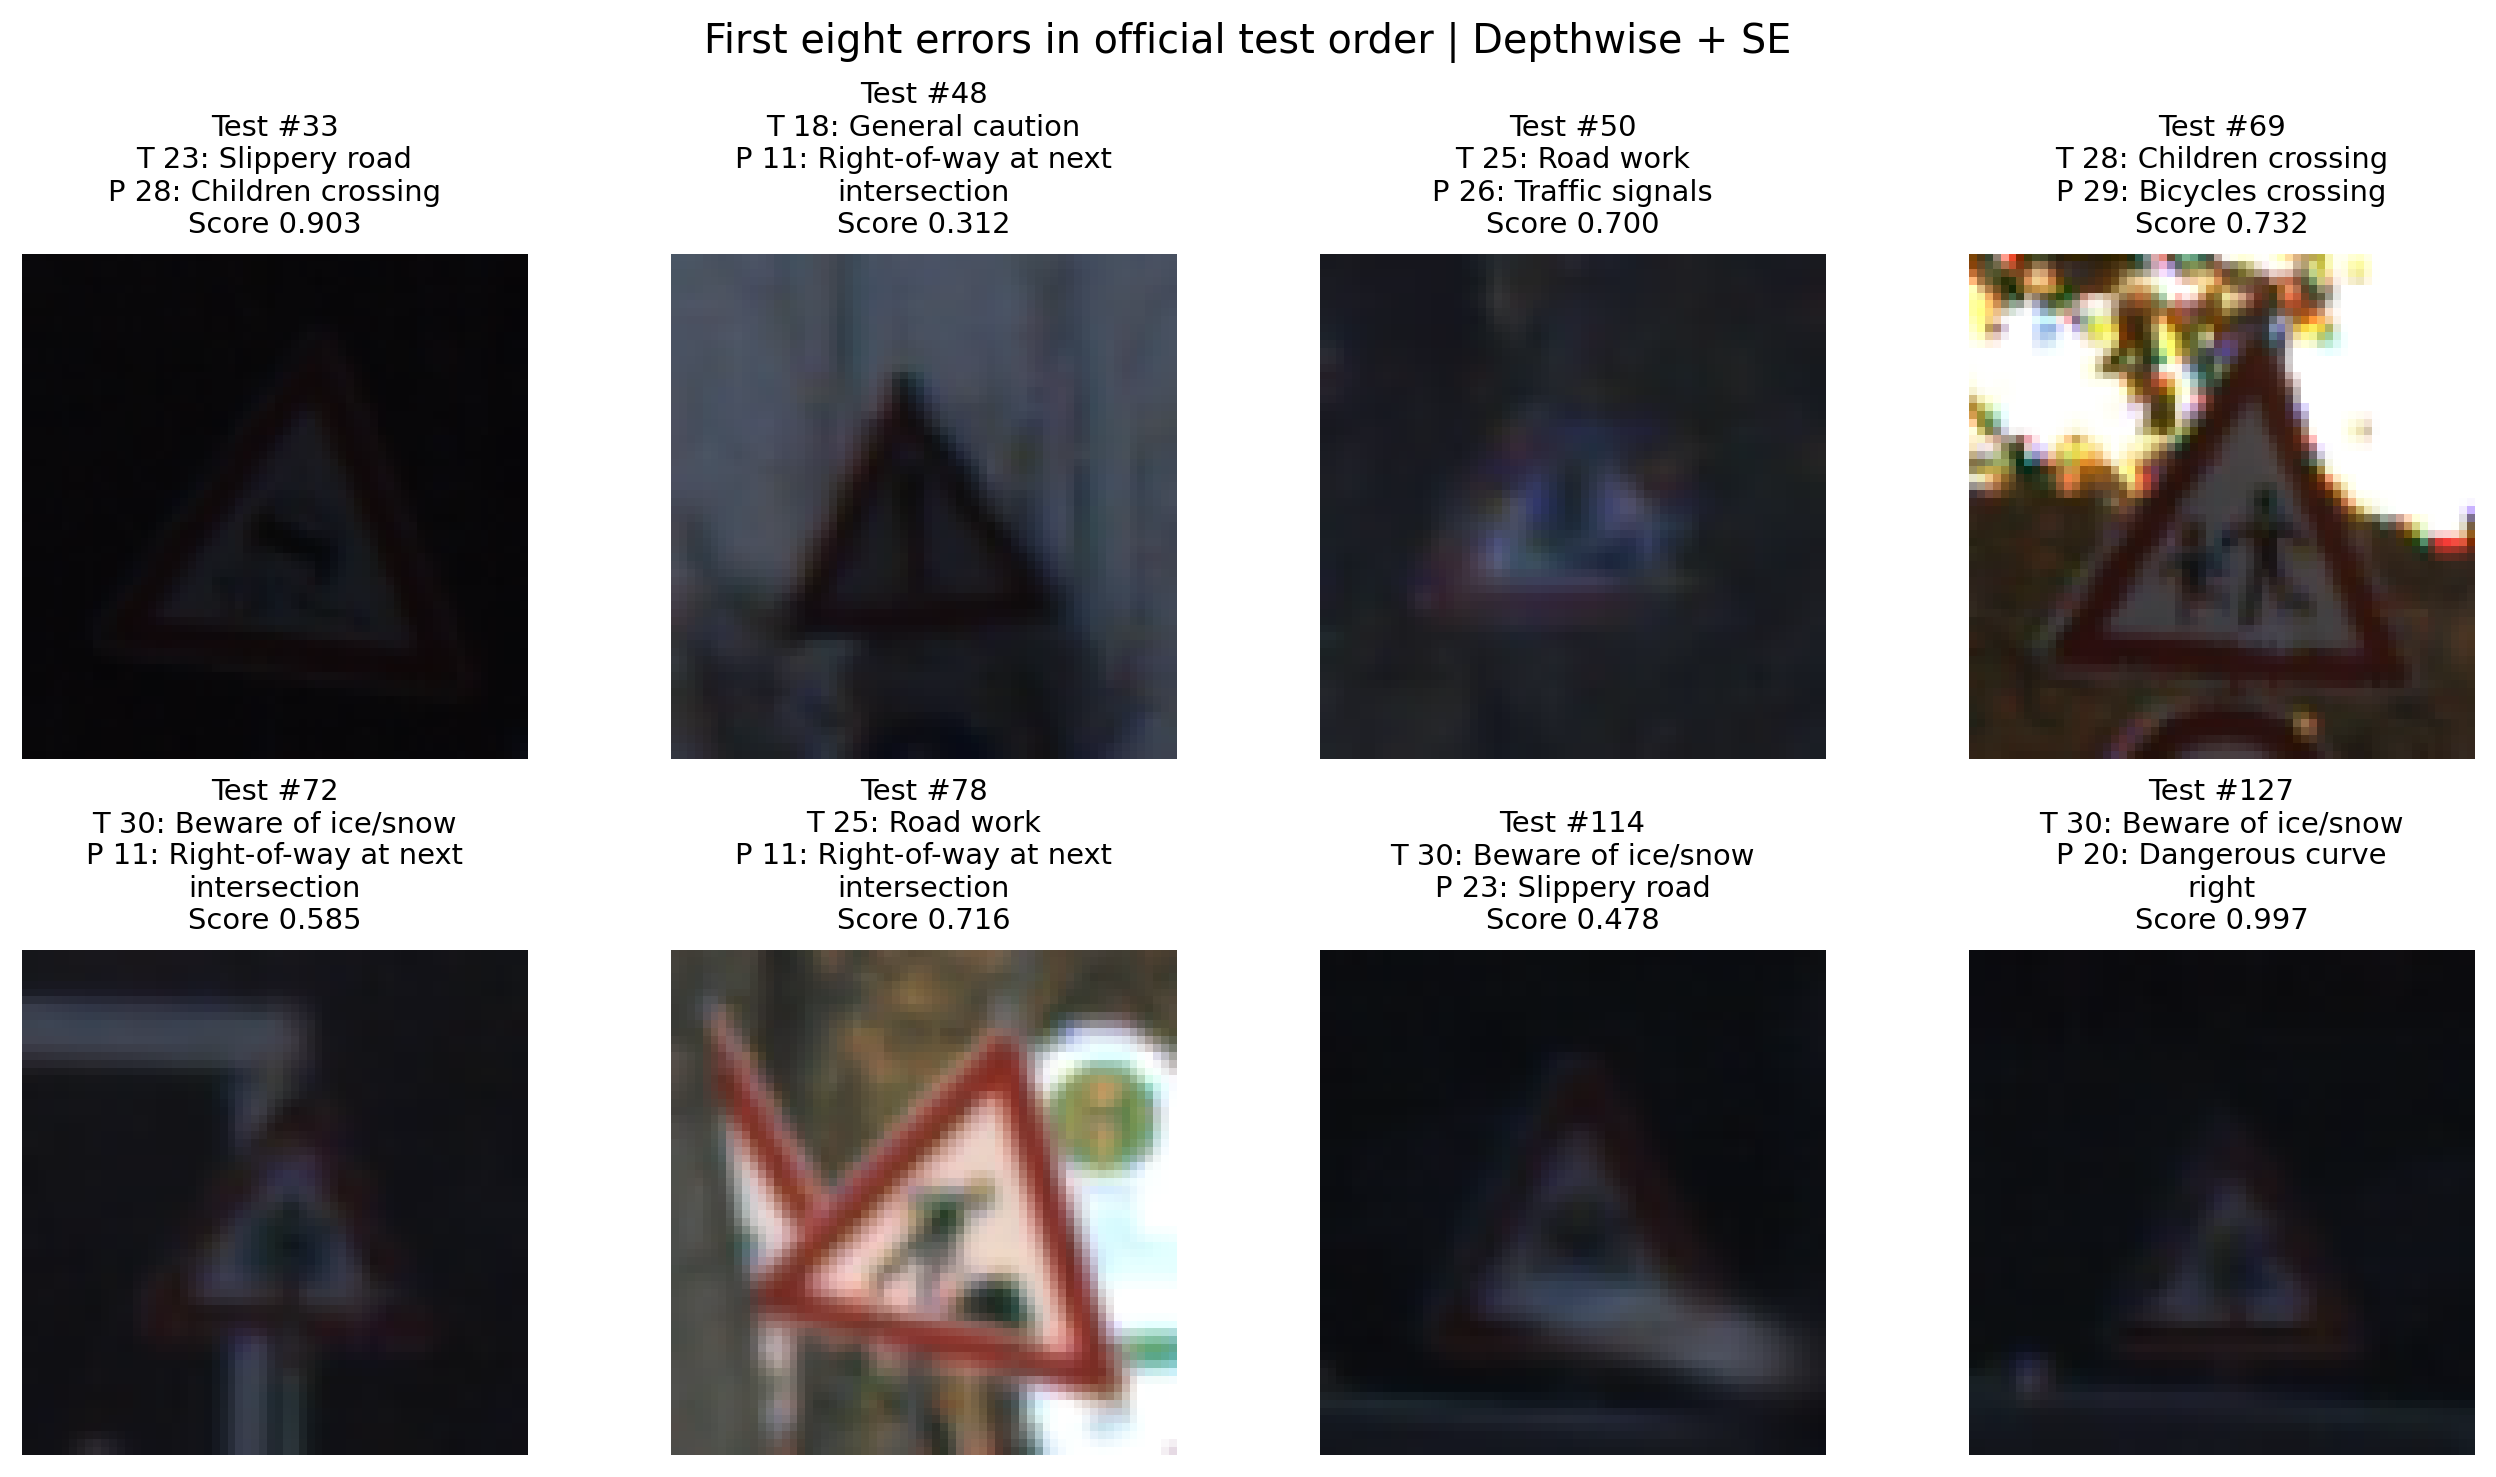 First eight errors in official test order | Depthwise + SE
Test #33
T 23: Slippery road
P 28: Children crossing
Score 0.903
Test #48
T 18: General caution
P 11: Right-of-way at next
intersection
Score 0.312
Test #50
T 25: Road work
P 26: Traffic signals
Score 0.700
Test #69
T 28: Children crossing
P 29: Bicycles crossing
Score 0.732
Test #72
T 30: Beware of ice/snow
P 11: Right-of-way at next
intersection
Score 0.585
Test #78
T 25: Road work
P 11: Right-of-way at next
intersection
Score 0.716
Test #114
T 30: Beware of ice/snow
P 23: Slippery road
Score 0.478
Test #127
T 30: Beware of ice/snow
P 20: Dangerous curve
right
Score 0.997